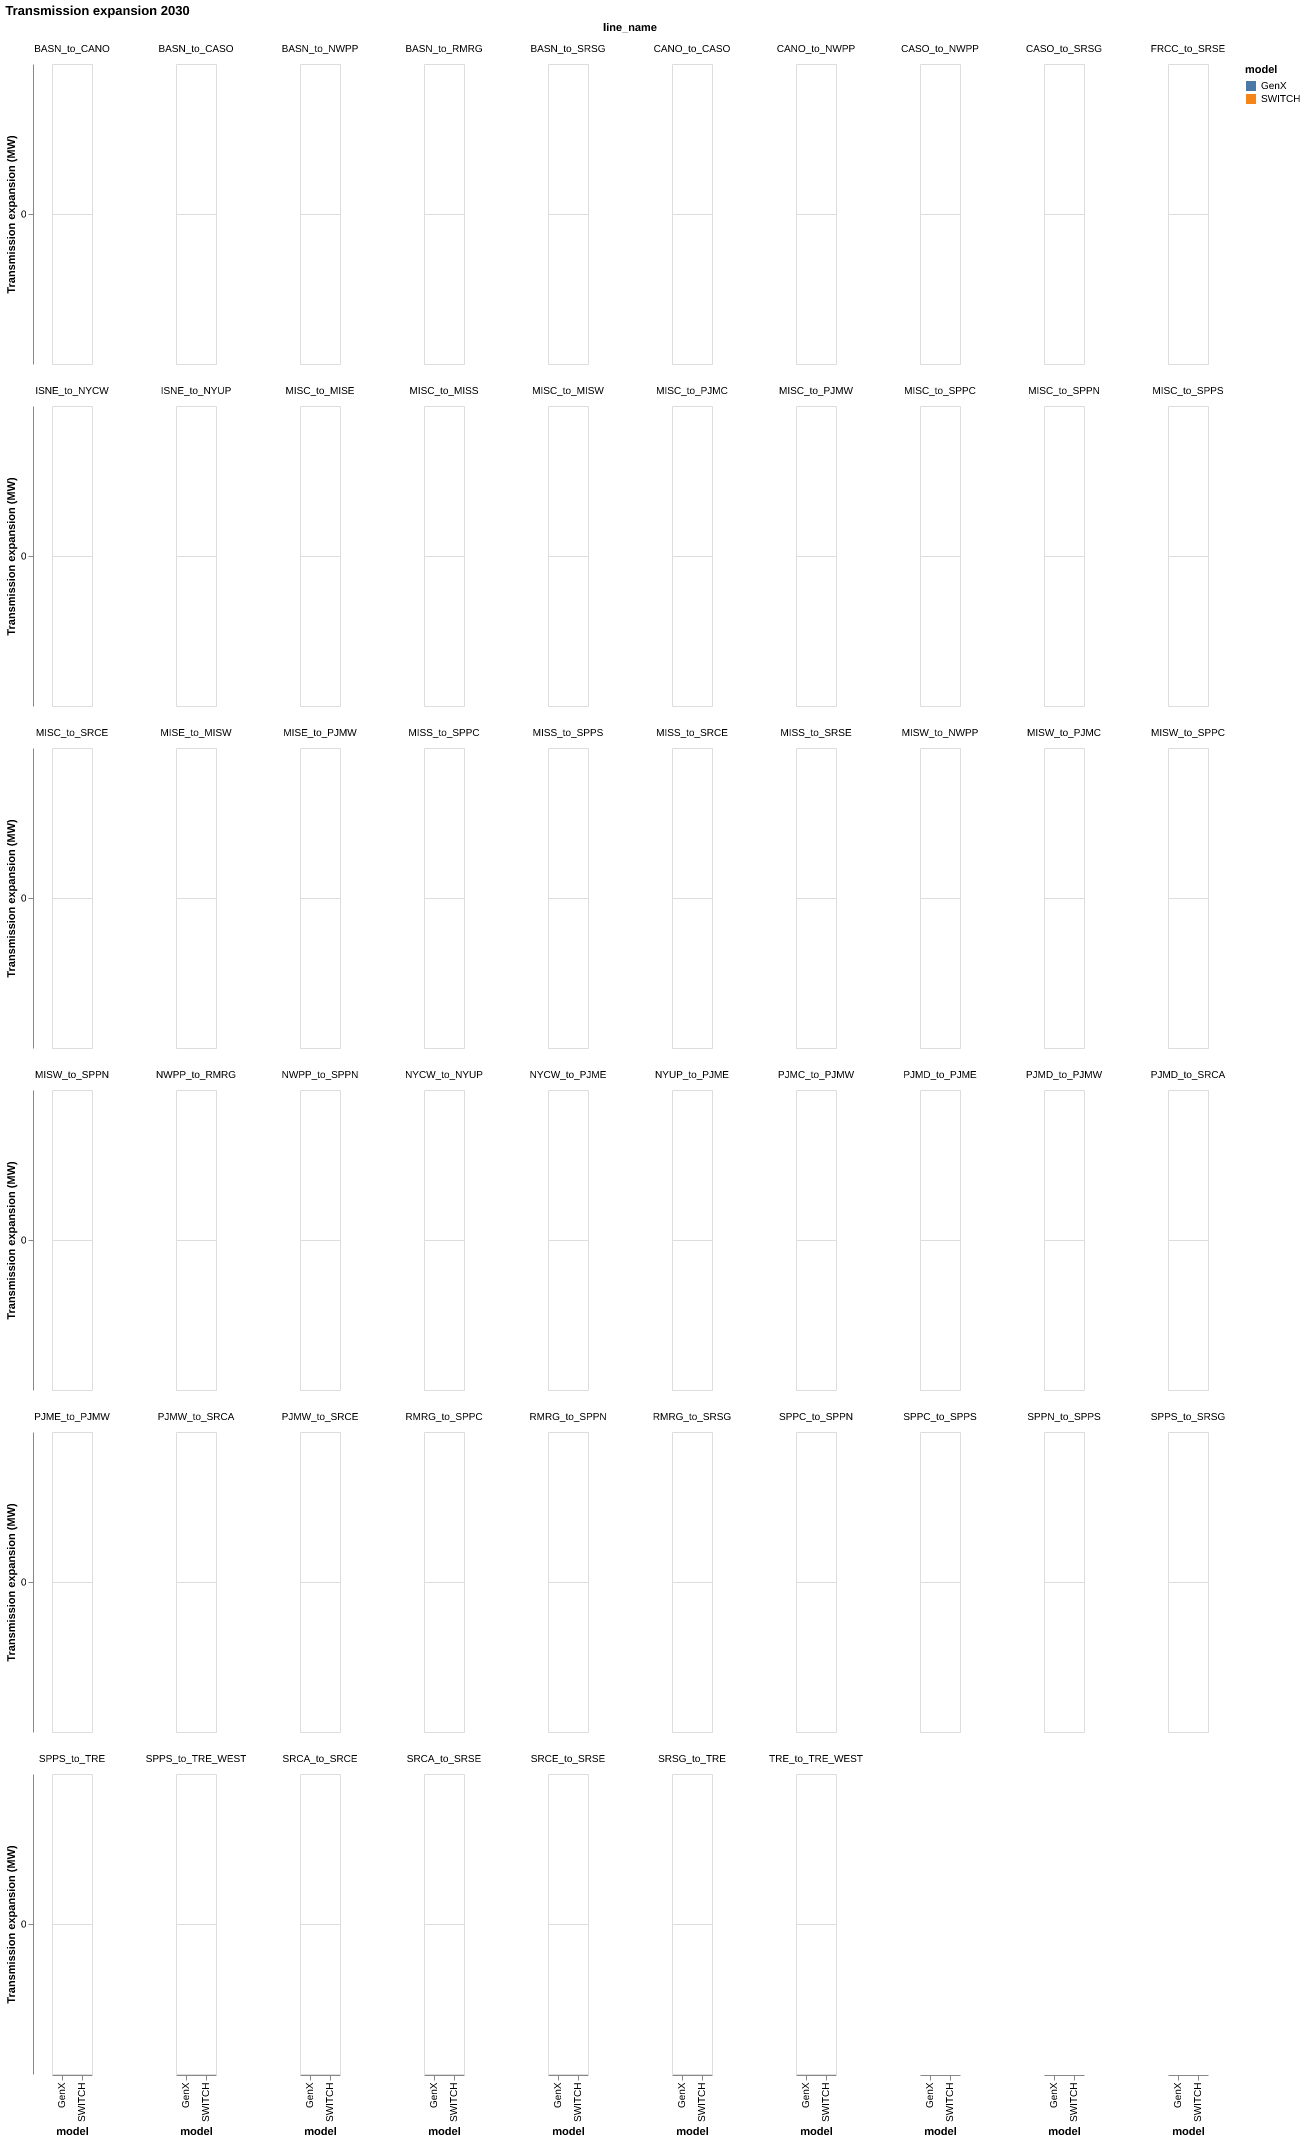 Transmission expansion 2030
line_name
BASN_to_CANO BASN_to_CASO BASN_to_NWPP BASN_to_RMRG BASN_to_SRSG CANO_to_CASO CANO_to_NWPP CASO_to_NWPP CASO_to_SRSG FRCC_to_SRSE
model
GenX
SWITCH
Transmission expansion (MW)
0
ISNE_to_NYCW ISNE_to_NYUP MISC_to_MISE MISC_to_MISS MISC_to_MISW MISC_to_PJMC MISC_to_PJMW MISC_to_SPPC MISC_to_SPPN MISC_to_SPPS
Transmission expansion (MW)
0
MISC_to_SRCE MISE_to_MISW MISE_to_PJMW MISS_to_SPPC MISS_to_SPPS MISS_to_SRCE MISS_to_SRSE MISW_to_NWPP MISW_to_PJMC MISW_to_SPPC
Transmission expansion (MW)
0
MISW_to_SPPN NWPP_to_RMRG NWPP_to_SPPN NYCW_to_NYUP NYCW_to_PJME NYUP_to_PJME PJMC_to_PJMW PJMD_to_PJME PJMD_to_PJMW PJMD_to_SRCA
Transmission expansion (MW)
0
PJME_to_PJMW PJMW_to_SRCA PJMW_to_SRCE RMRG_to_SPPC RMRG_to_SPPN RMRG_to_SRSG SPPC_to_SPPN SPPC_to_SPPS SPPN_to_SPPS SPPS_to_SRSG
Transmission expansion (MW)
0
SPPS_to_TRE SPPS_to_TRE_WEST SRCA_to_SRCE SRCA_to_SRSE SRCE_to_SRSE SRSG_to_TRE TRE_to_TRE_WEST
Transmission expansion (MW)
0
GenX SWITCH GenX SWITCH GenX SWITCH GenX SWITCH GenX SWITCH GenX SWITCH GenX SWITCH GenX SWITCH GenX SWITCH GenX SWITCH
model model model model model model model model model model